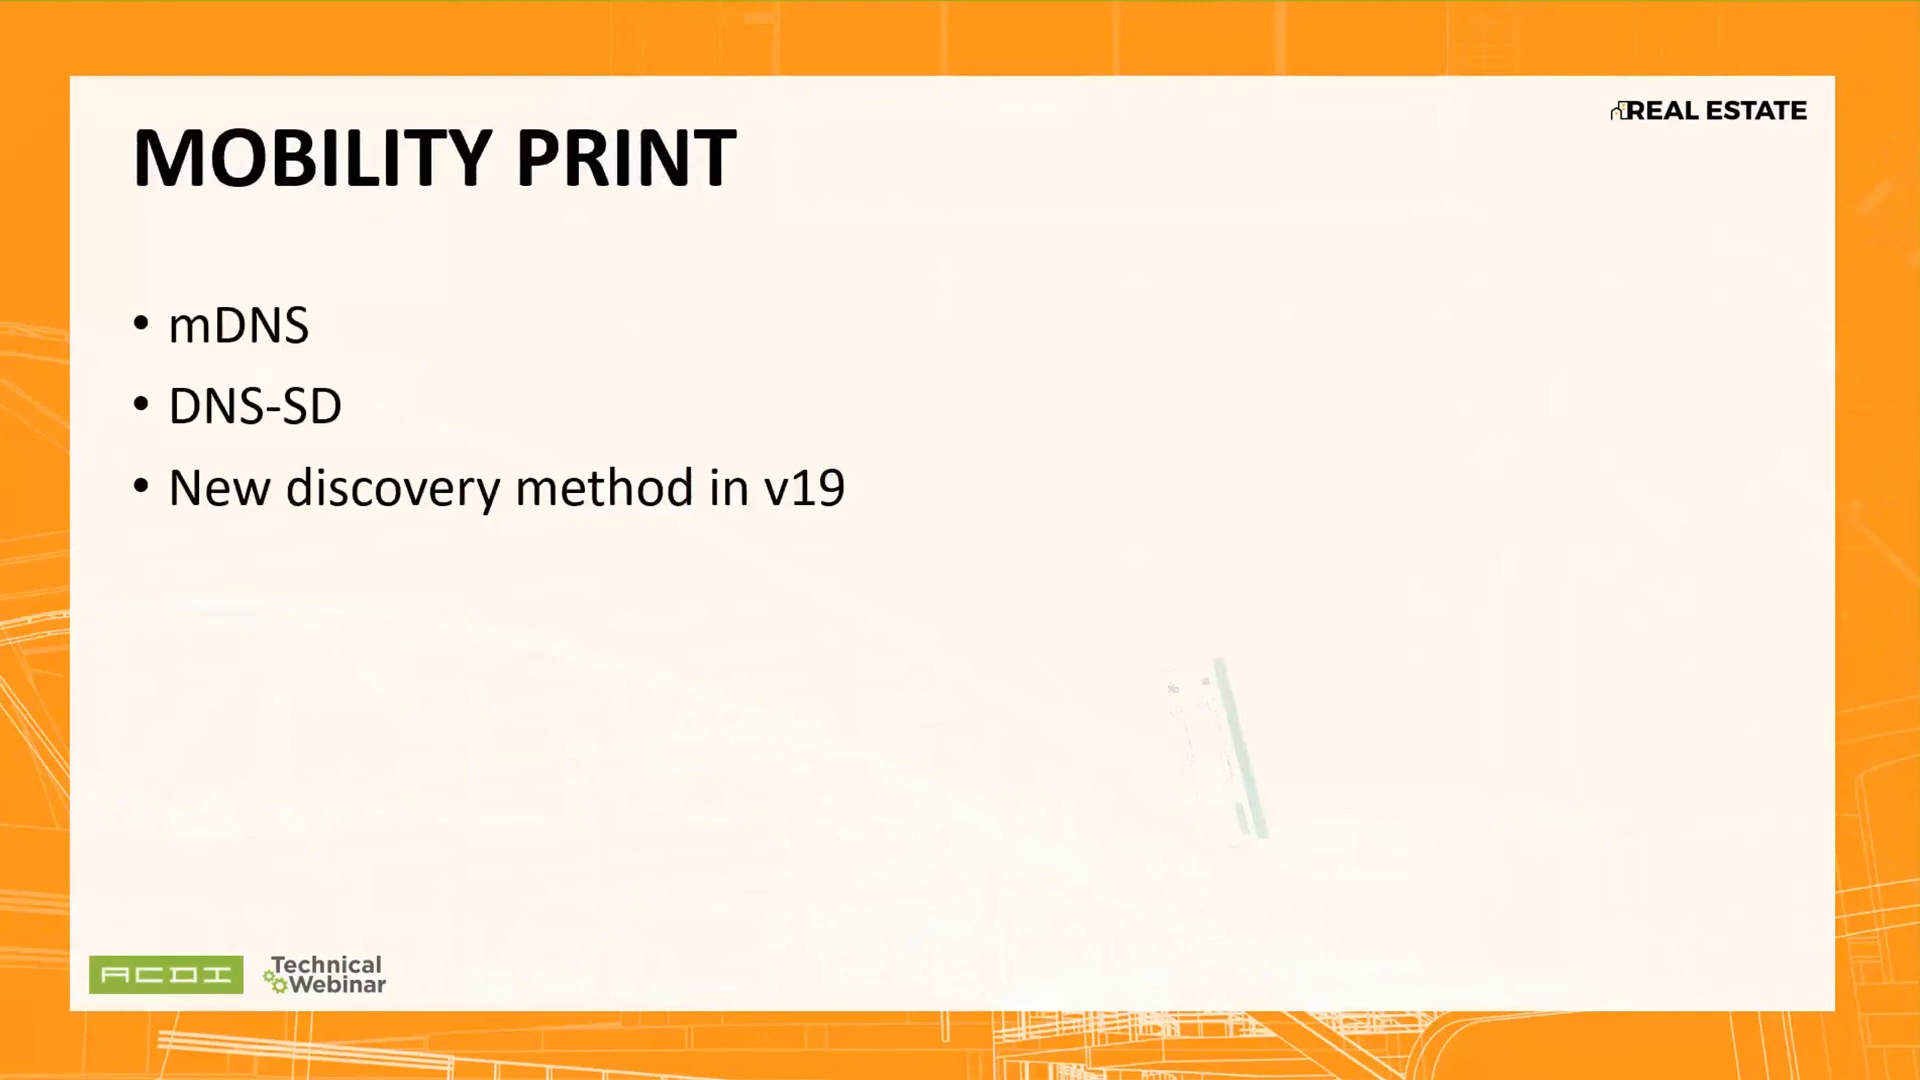 REAL ESTATE
MOBILITY PRINT
• mDNS
• DNS-SD
• New discovery method in v19
ACDI
Technical
Webinar